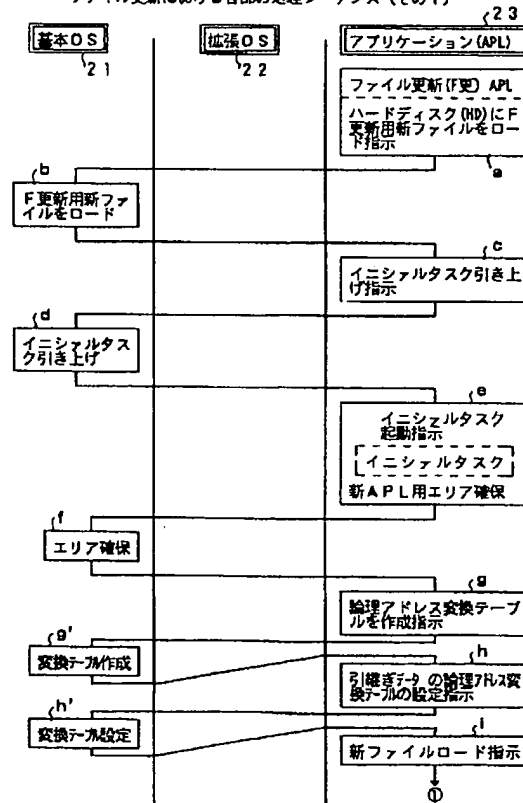 ファイル更新における各部の処理シーケンス(その1)
基本OS
21
拡張OS
22
23
アプリケーション(APL)
ファイル更新(F更)APL
ハードディスク(HD)にF
更新用新ファイルをロー
ド指示
a
b
F更新用新ファ
イルをロード
c
イニシャルタスク引き上
げ指示
d
イニシャルタス
ク引き上げ
e
イニシャルタスク
起動指示
イニシャルタスク
新APL用エリア確保
f
エリア確保
g
論理アドレス変換テーブ
ルを作成指示
g'
変換テーブル作成
h
引継ぎデータの論理アドレス変
換テーブルの設定指示
h'
変換テーブル設定
i
新ファイルロード指示
①